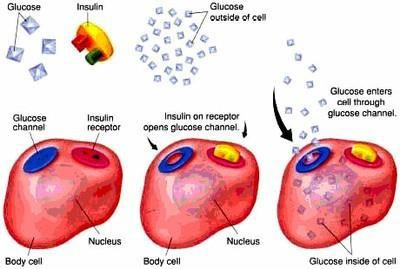 Glucose
Insulin
Glucose
outside of cell
Glucose enters
cell through
glucose channel.
Glucose
channel
Insulin
receptor
Insulin on receptor
opens glucose channel.
Nucleus
Body cell
Nucleus
Body cell
Glucose inside of cell